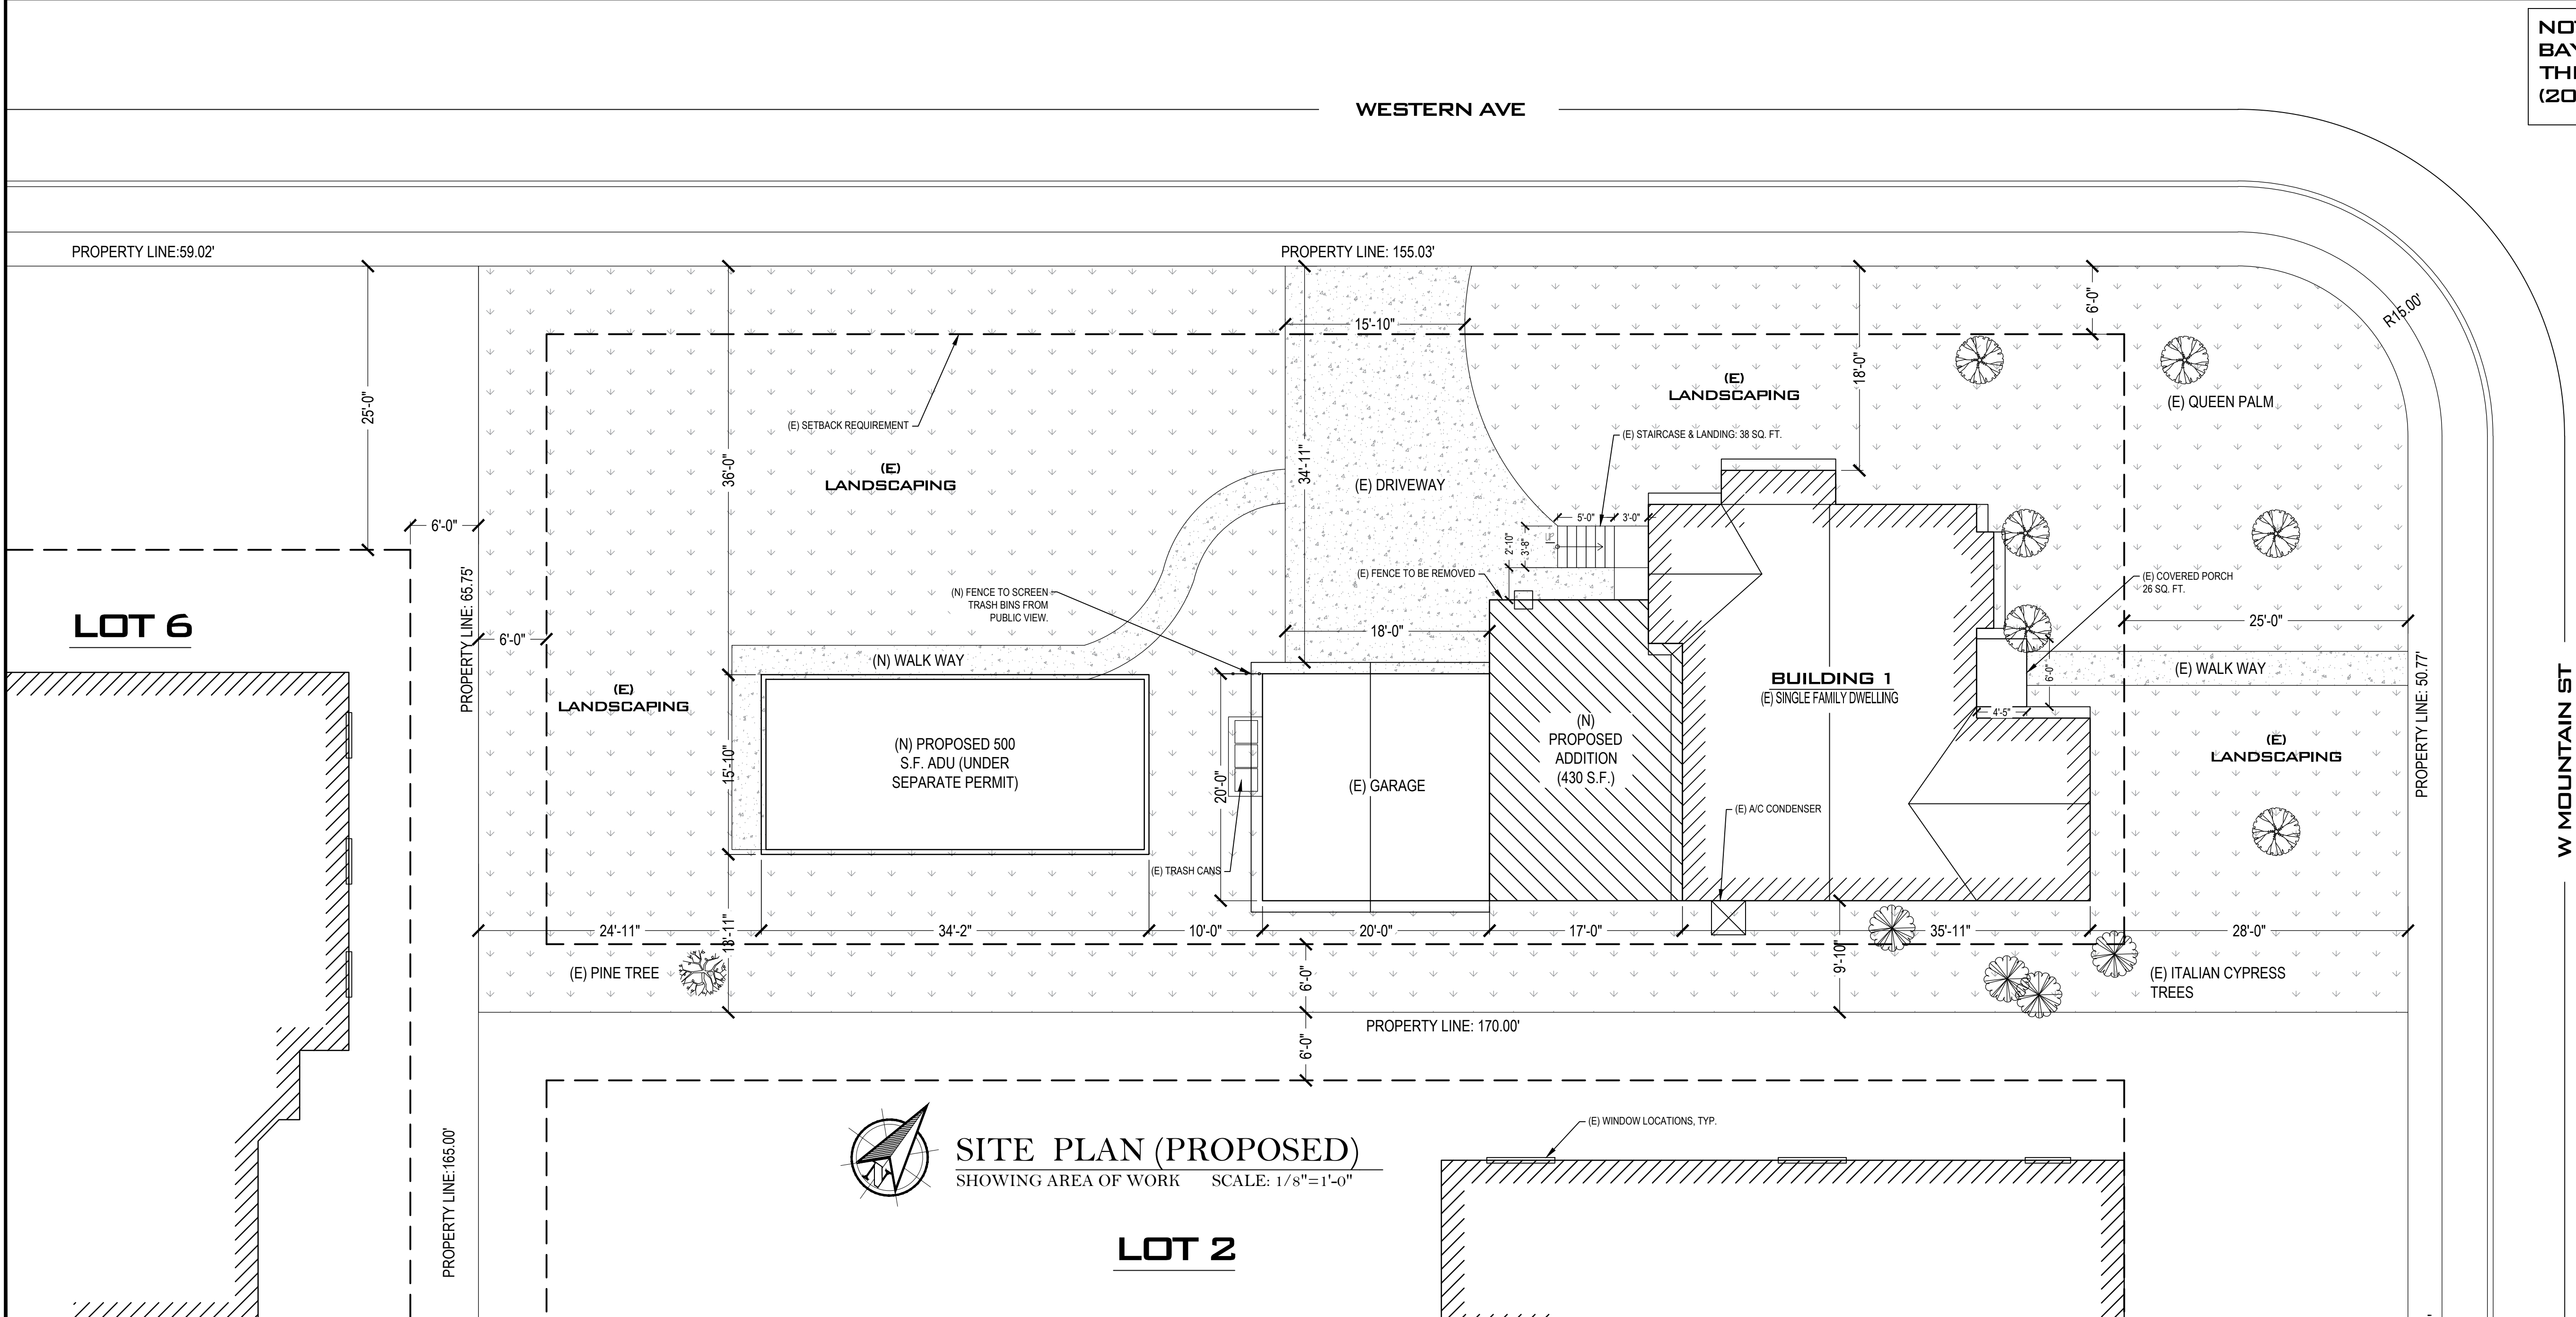 NOT
BAY
THE
(20
WESTERN AVE
PROPERTY LINE:59.02'
PROPERTY LINE: 155.03'
R15.00'
6'-0"
15'-10"
25'-0"
18'-0"
(E)
LANDSCAPING
(E) QUEEN PALM
(E) SETBACK REQUIREMENT
(E) STAIRCASE & LANDING: 38 SQ. FT.
36'-0"
34'-11"
(E)
LANDSCAPING
(E) DRIVEWAY
6'-0"
5'-0"
3'-0"
2'-10"
3'-8"
(E) FENCE TO BE REMOVED
(E) COVERED PORCH
26 SQ. FT.
(N) FENCE TO SCREEN
TRASH BINS FROM
PUBLIC VIEW.
PROPERTY LINE: 65.75'
LOT 6
6'-0"
18'-0"
25'-0"
(N) WALK WAY
(E) WALK WAY
6'-0"
BUILDING 1
(E) SINGLE FAMILY DWELLING
(E)
LANDSCAPING
4'-5"
PROPERTY LINE: 50.77'
W MOUNTAIN ST
(N)
PROPOSED
ADDITION
(430 S.F.)
(N) PROPOSED 500
S.F. ADU (UNDER
SEPARATE PERMIT)
15'-10"
20'-0"
(E) GARAGE
(E)
LANDSCAPING
(E) A/C CONDENSER
(E) TRASH CANS
24'-11"
13'-11"
34'-2"
10'-0"
20'-0"
17'-0"
35'-11"
28'-0"
9'-10"
(E) PINE TREE
6'-0"
(E) ITALIAN CYPRESS
TREES
PROPERTY LINE: 170.00'
6'-0"
(E) WINDOW LOCATIONS, TYP.
PROPERTY LINE:165.00'
N
SITE PLAN (PROPOSED)
SHOWING AREA OF WORK SCALE: 1/8"=1'-0"
LOT 2